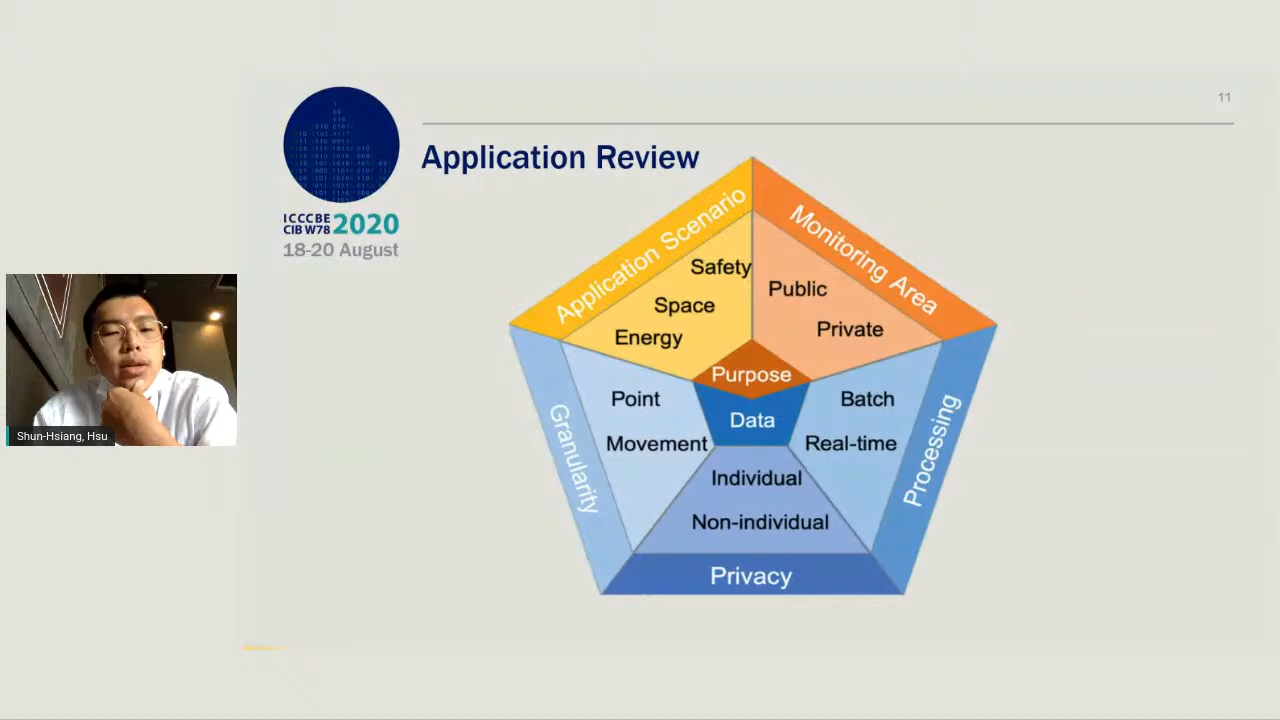 11
Application Review
ICCCBE
CIB W78 2020
18-20 August
Application Scenario
Safety
Space
Energy
Monitoring Area
Public
Private
Purpose
Data
Granularity
Point
Movement
Batch
Real-time
Processing
Individual
Non-individual
Privacy
Shun-Hsiang, Hsu